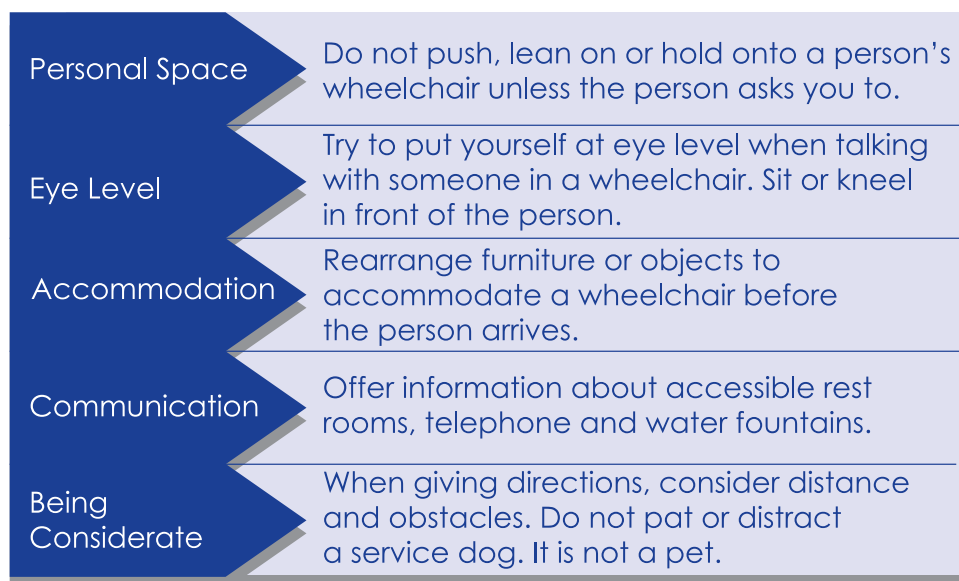 Personal Space
Do not push, lean on or hold onto a person's
wheelchair unless the person asks you to.
Eye Level
Try to put yourself at eye level when talking
with someone in a wheelchair. Sit or kneel
in front of the person.
Accommodation
Rearrange furniture or objects to
accommodate a wheelchair before
the person arrives.
Communication
Offer information about accessible rest
rooms, telephone and water fountains.
Being
Considerate
When giving directions, consider distance
and obstacles. Do not pat or distract
a service dog. It is not a pet.